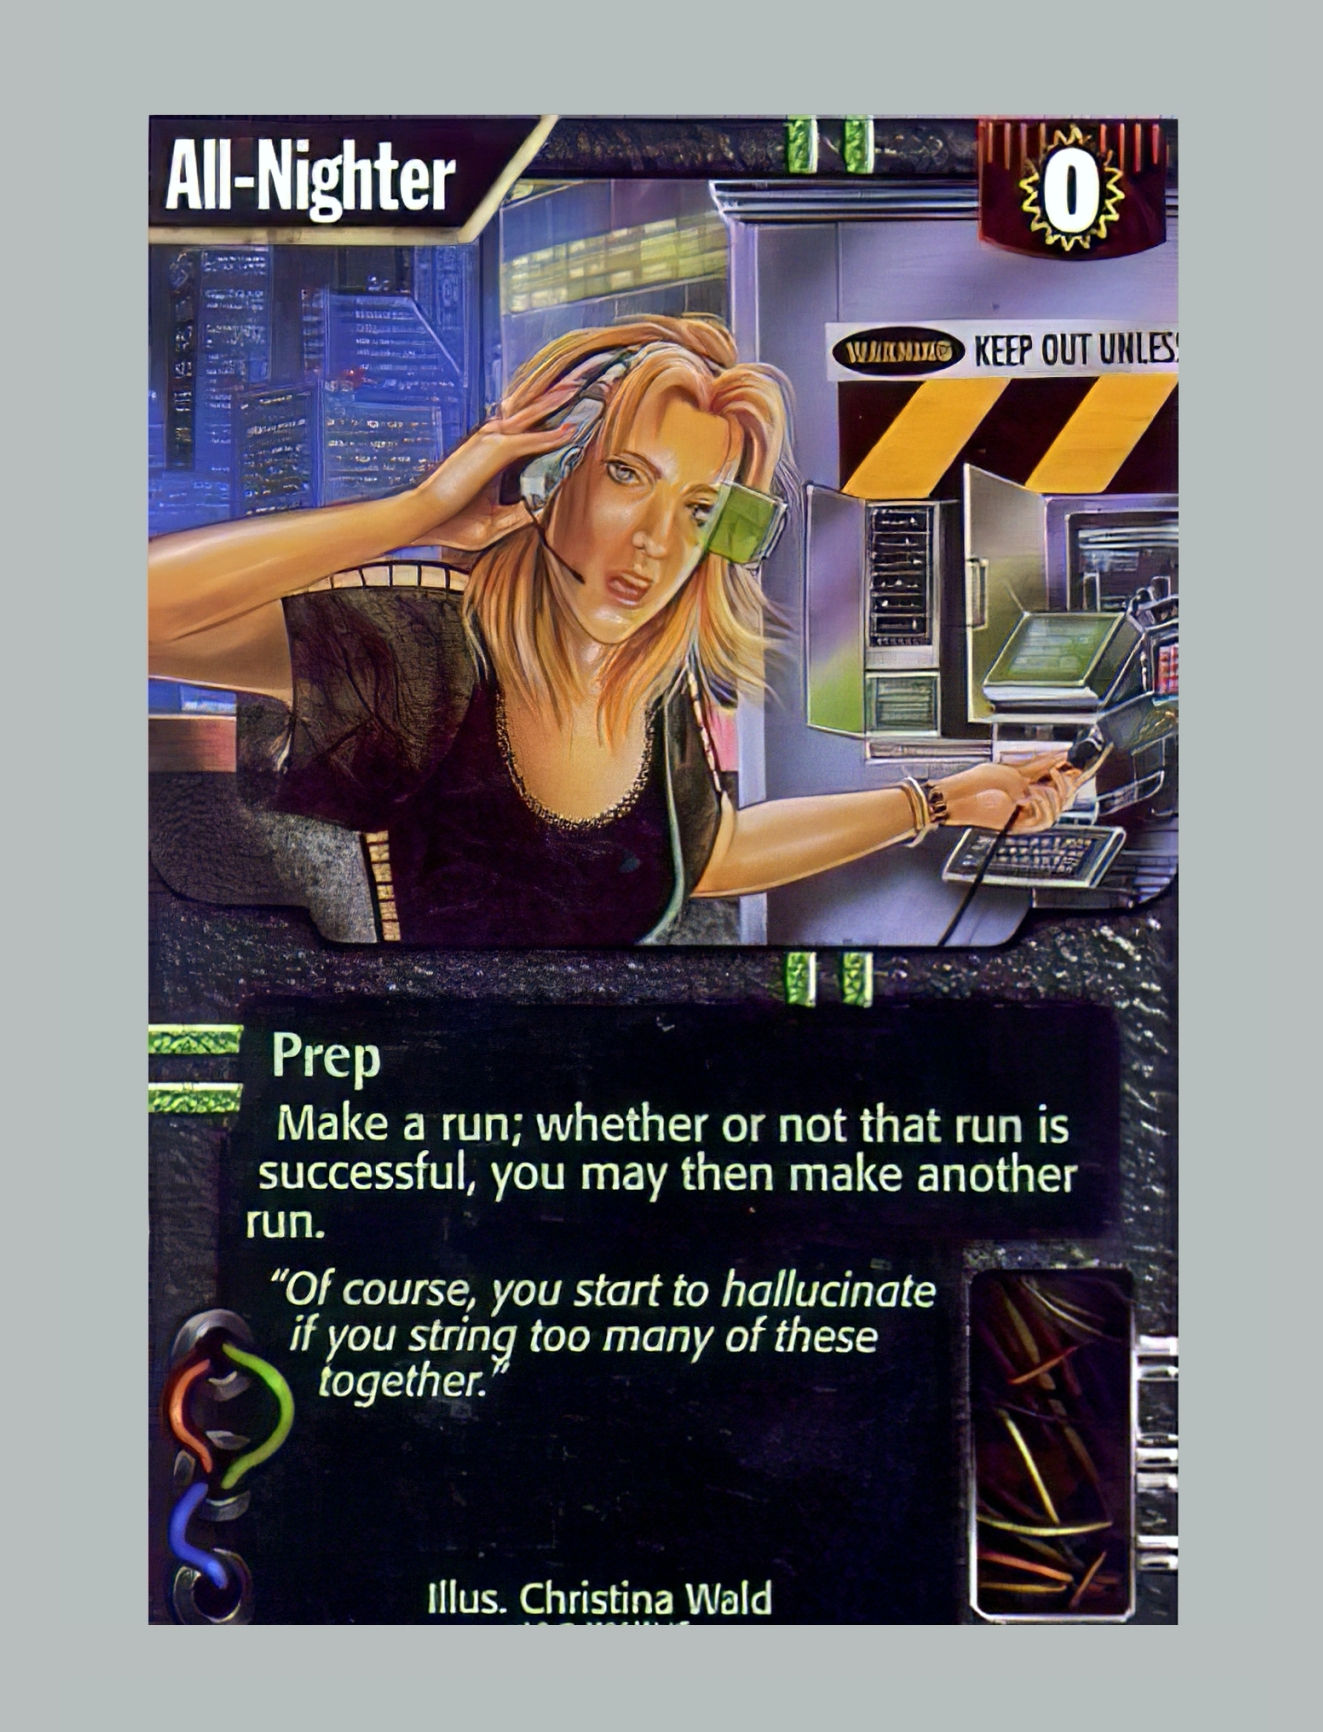 All-Nighter
0
WARNING KEEP OUT UNLES
Prep
Make a run; whether or not that run is
successful, you may then make another
run.
“Of course, you start to hallucinate
if you string too many of these
together.”
Illus. Christina Wald